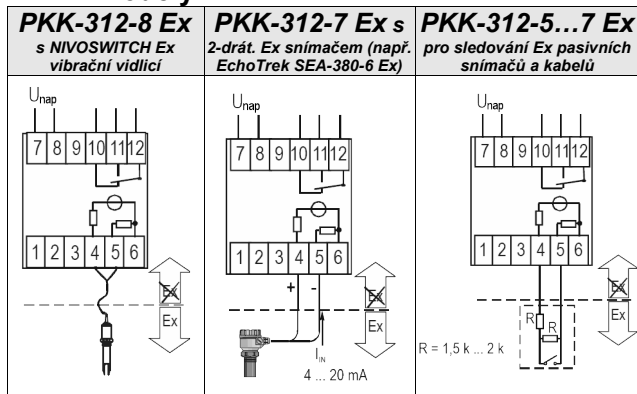 PKK-312-8 Ex
s NIVOSWITCH Ex
vibrační vidlicí
PKK-312-7 Ex s
2-drát. Ex snímačem (např.
EchoTrek SEA-380-6 Ex)
PKK-312-5…7 Ex
pro sledování Ex pasivních
snímačů a kabelů
Unap
7 8 9 10 11 12
1 2 3 4 5 6
Ex
Ex
Unap
7 8 9 10 11 12
1 2 3 4 5 6
+ -
Ex
Ex
IIN
4 ... 20 mA
Unap
7 8 9 10 11 12
1 2 3 4 5 6
Ex
Ex
R
R
R = 1,5 k ... 2 k